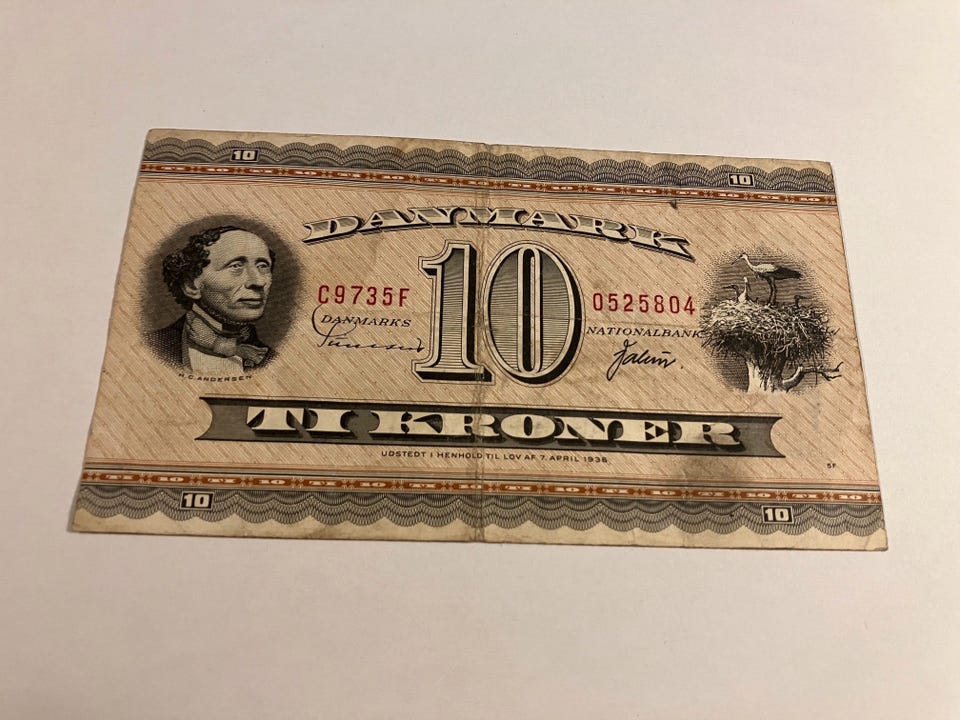 10 10
DANMARK
10
C9735F 0525804
DANMARKS NATIONALBANK
H.C.ANDERSEN
TI KRONER
UDSTEDT I HENHOLD TIL LOV AF 7. APRIL 1936
5F
10 10